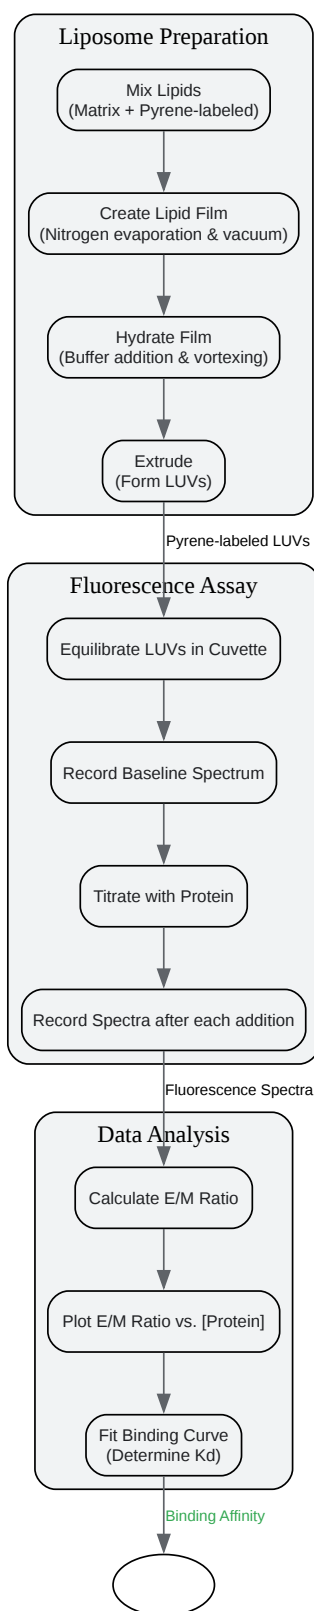 Liposome Preparation
Mix Lipids
(Matrix + Pyrene-labeled)
Create Lipid Film
(Nitrogen evaporation & vacuum)
Hydrate Film
(Buffer addition & vortexing)
Extrude
(Form LUVs)
Pyrene-labeled LUVs
Fluorescence Assay
Equilibrate LUVs in Cuvette
Record Baseline Spectrum
Titrate with Protein
Record Spectra after each addition
Fluorescence Spectra
Data Analysis
Calculate E/M Ratio
Plot E/M Ratio vs. [Protein]
Fit Binding Curve
(Determine Kd)
Binding Affinity